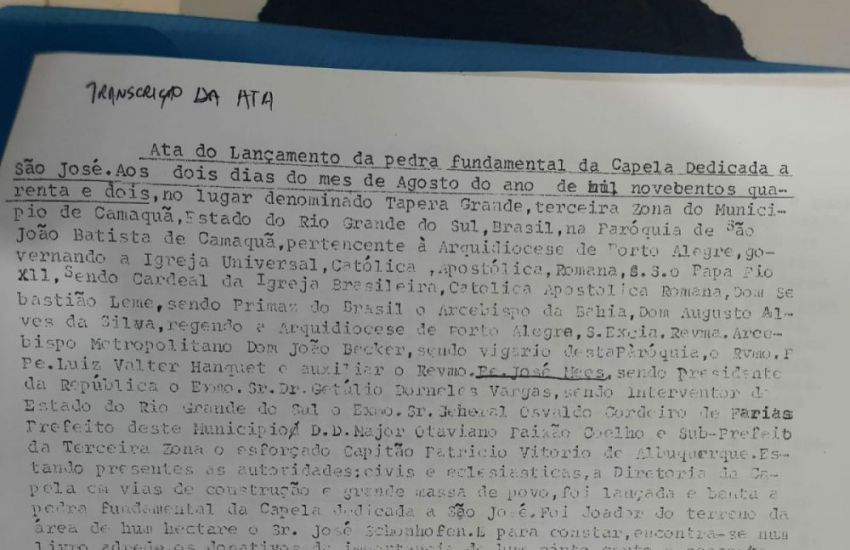 TRANSCRIÇÃO DA ATA
Ata do Lançamento da pedra fundamental da Capela Dedicada a
São José.Aos dois dias do mes de Agosto do ano de mil novebentos qua-
renta e dois,no lugar denominado Tapera Grande,terceira Zona do Munici-
pio de Camaquã,Estado do Rio Grande do Sul,Brasil,na Paróquia de São
João Batista de Camaquã,pertencente à Arquidiocese de Porto Alegre,go-
vernando a Igreja Universal,Católica ,Apostólica,Romana,S.S.o Papa Pio
XII,Sendo Cardeal da Igreja Brasileira,Catolica Apostolica Romana,Dom Se
bastião Leme,sendo Primaz do Brasil o Arcebispo da Bahia,Dom Augusto Al-
ves da Silva,regendo a Arquidiocese de Porto Alegre,S.Excia.Revma.Arce-
bispo Metropolitano Dom João Becker,sendo vigario destaParóquia,o Rvmo.P
Pe.Luiz Valter Hanquet e auxiliar o Revmo.Pe.José Mees,sendo Presidente
da República o Exmo.Sr.Dr.Getúlio Dorneles Vargas,sendo Interventor d
Estado do Rio Grande do Sul o Exmo.Sr.General Osvaldo Cordeiro de Farias
Prefeito deste Municipio D.D.Major Otaviano Paixão Coelho e Sub-Prefeit
da Terceira Zona o esforçado Capitão Patricio Vitorio de Albuquerque.Es-
tando presentes as autoridades:civis e eclesiasticas,a Diretoria da Ca-
pela em vias de construção e grande massa de povo,foi lançada e benta a
pedra fundamental da Capela dedicada a São José.Foi Doador do terreno da
área de hum hectare o Sr. José Schonhofen.E para constar,encontra-se num
livro adrede,os donativos da importancia de hum